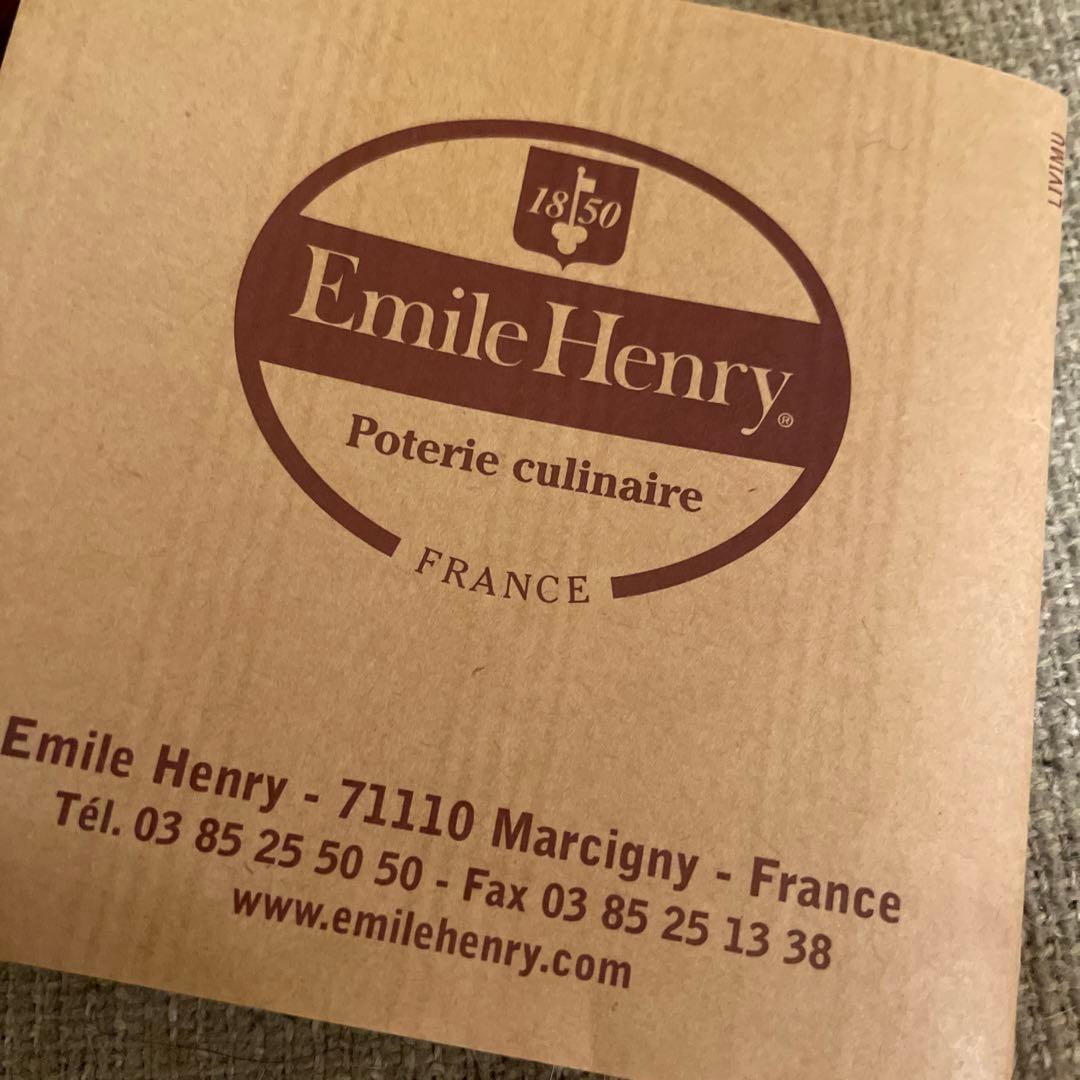 1850
Emile Henry®
Poterie culinaire
FRANCE
Emile Henry - 71110 Marcigny - France
Tél. 03 85 25 50 50 - Fax 03 85 25 13 38
www.emilehenry.com